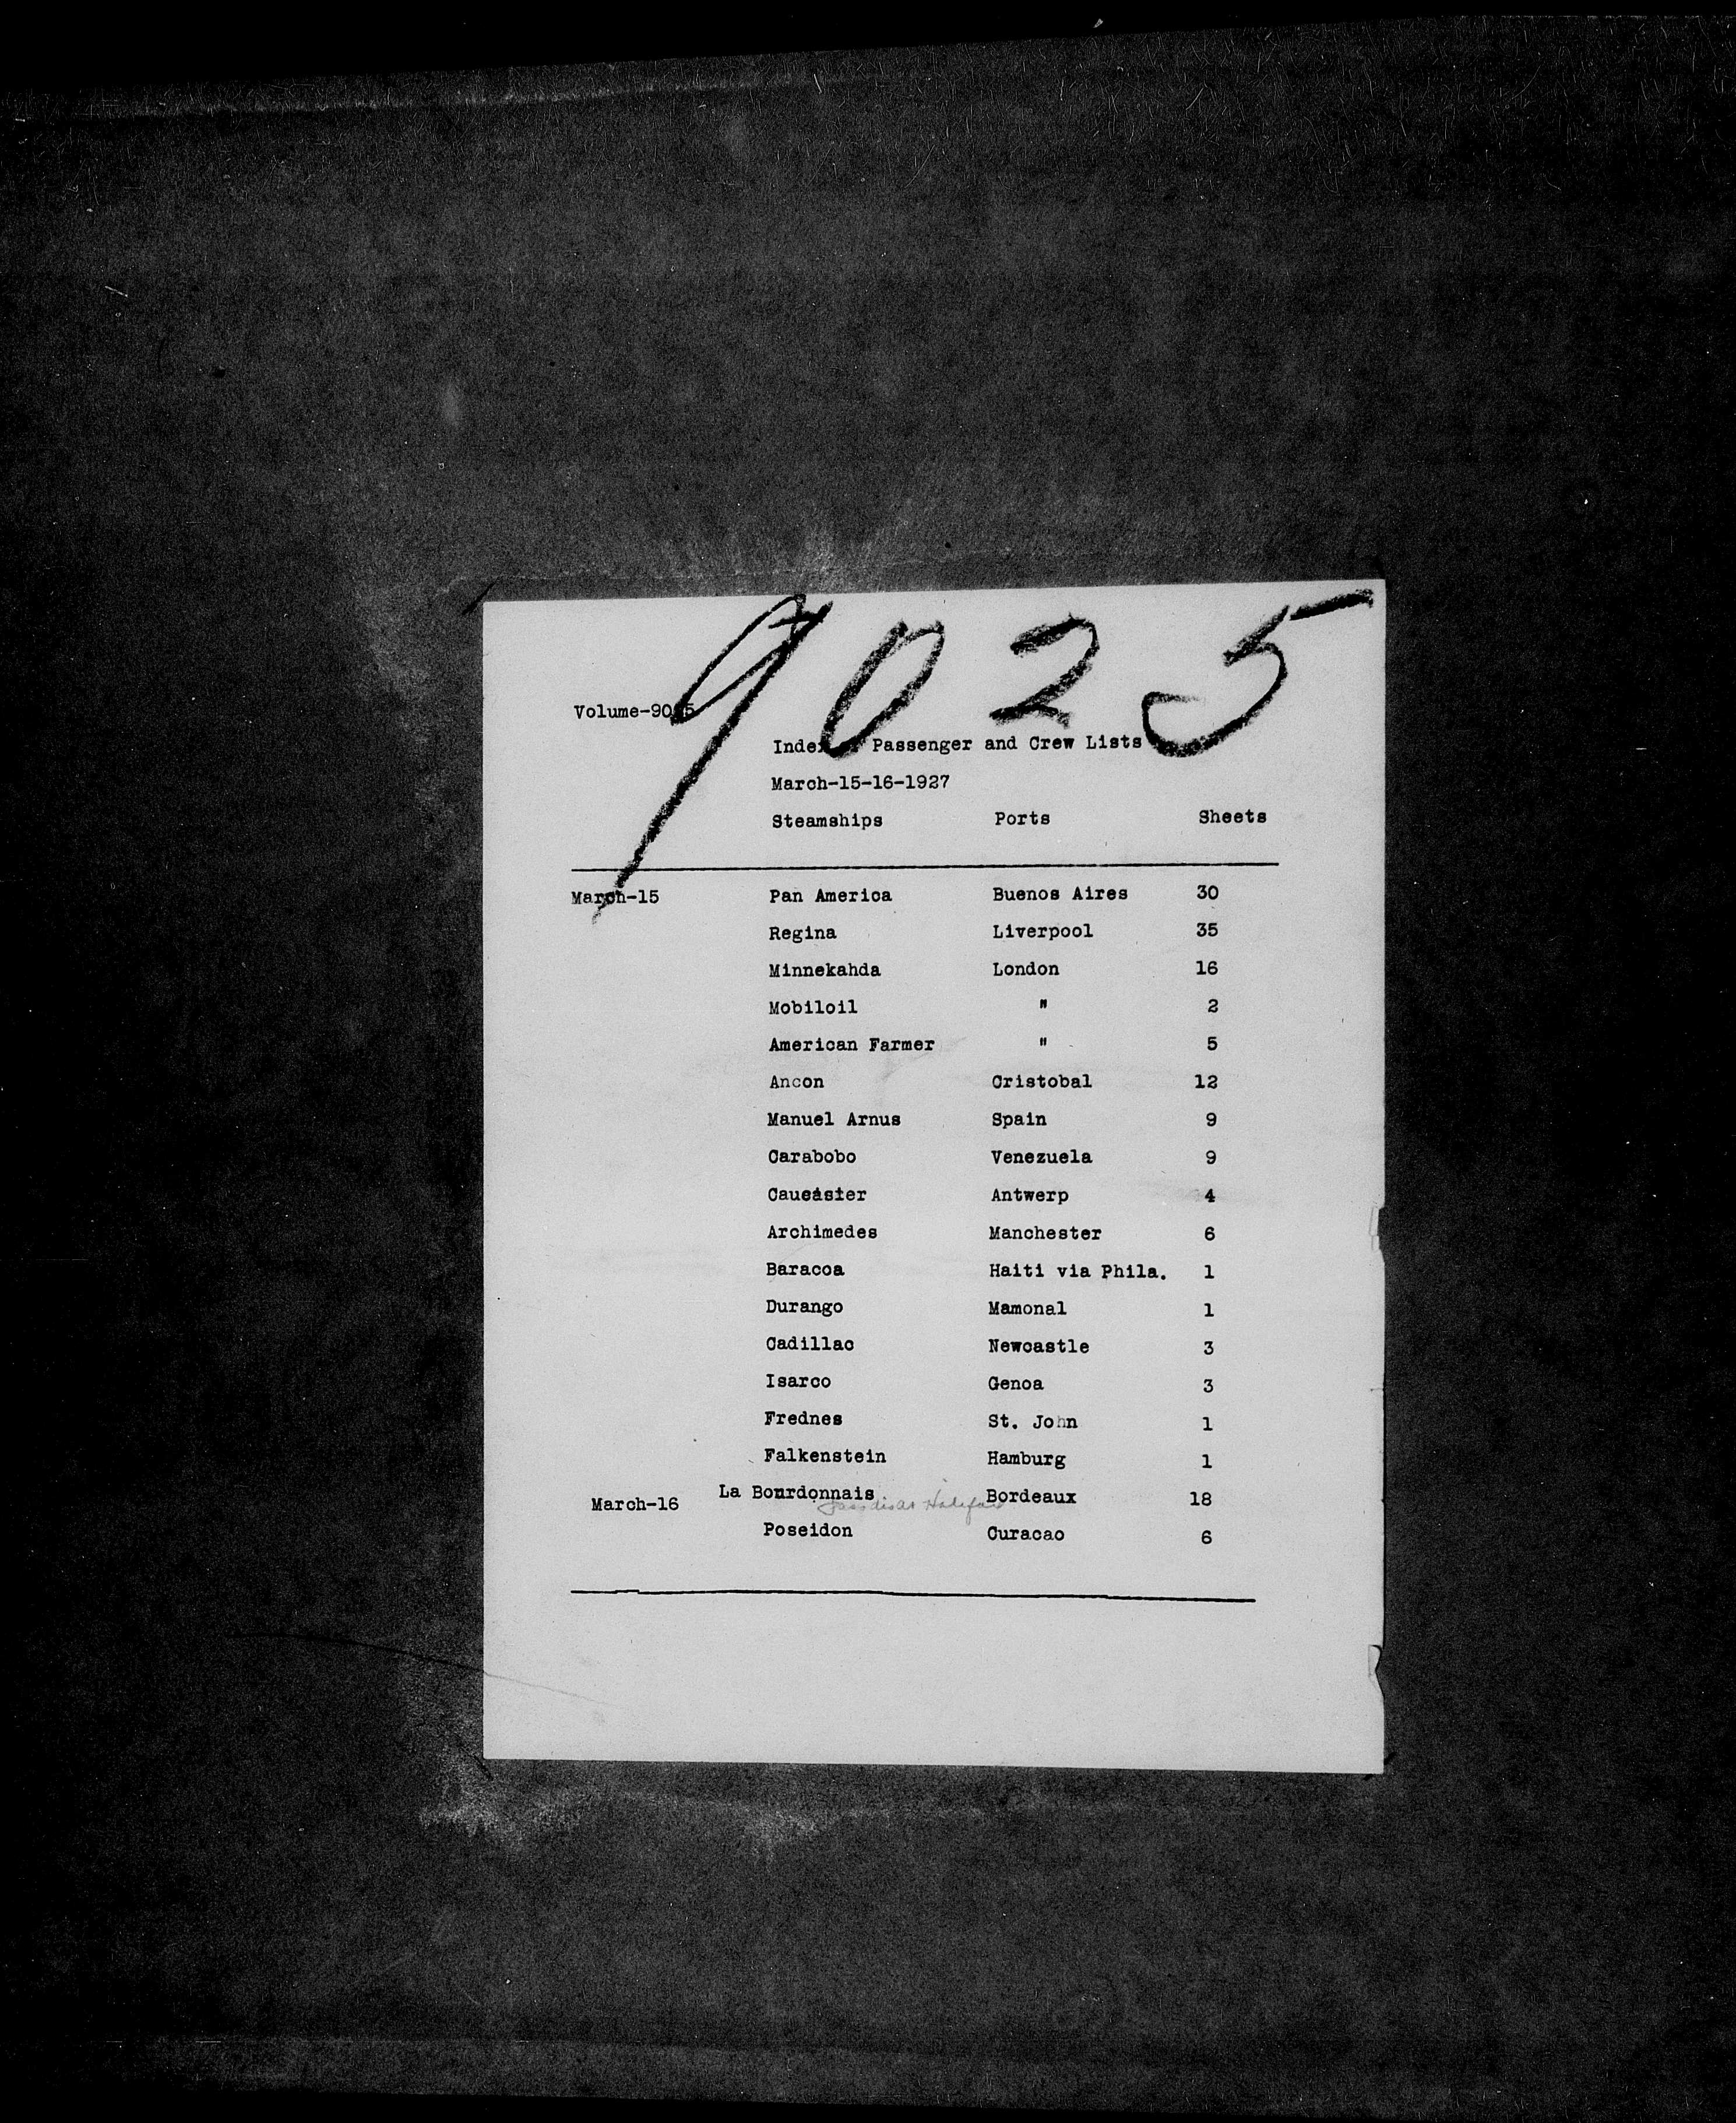 9025
Volume-9025
Index of Passenger and Crew Lists
March-15-16-1927
Steamships Ports Sheets
March-15 Pan America Buenos Aires 30
Regina Liverpool 35
Minnekahda London 16
Mobiloil " 2
American Farmer " 5
Ancon Cristobal 12
Manuel Arnus Spain 9
Carabobo Venezuela 9
Caucasier Antwerp 4
Archimedes Manchester 6
Baracoa Haiti via Phila. 1
Durango Mamonal 1
Cadillac Newcastle 3
Isarco Genoa 3
Frednes St. John 1
Falkenstein Hamburg 1
March-16 La Bourdonnais Bordeaux 18
Halifax
Poseidon Curacao 6